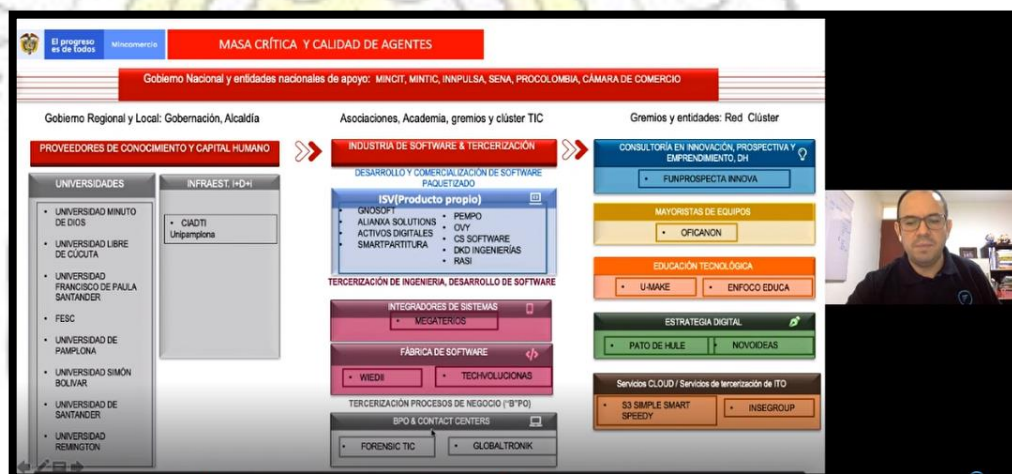 El progreso
es de todos
Mincomercio
MASA CRÍTICA Y CALIDAD DE AGENTES
Gobierno Nacional y entidades nacionales de apoyo: MINCIT, MINTIC, INNPULSA, SENA, PROCOLOMBIA, CÁMARA DE COMERCIO
Gobierno Regional y Local: Gobernación, Alcaldía
PROVEEDORES DE CONOCIMIENTO Y CAPITAL HUMANO
UNIVERSIDADES
• UNIVERSIDAD MINUTO
DE DIOS
• UNIVERSIDAD LIBRE
DE CÚCUTA
• UNIVERSIDAD
FRANCISCO DE PAULA
SANTANDER
• FESC
• UNIVERSIDAD DE
PAMPLONA
• UNIVERSIDAD SIMÓN
BOLIVAR
• UNIVERSIDAD DE
SANTANDER
• UNIVERSIDAD
REMINGTON
INFRAEST. I+D+i
• CIADTI
Unipamplona
Asociaciones, Academia, gremios y clúster TIC
INDUSTRIA DE SOFTWARE & TERCERIZACIÓN
DESARROLLO Y COMERCIALIZACIÓN DE SOFTWARE
PAQUETIZADO
ISV(Producto propio)
GNOSOFT
ALIANXA SOLUTIONS
ACTIVOS DIGITALES
SMARTPARTITURA
• PEMPO
• OVY
• CS SOFTWARE
• DKD INGENIERÍAS
• RASI
TERCERIZACIÓN DE INGENIERIA, DESARROLLO DE SOFTWARE
INTEGRADORES DE SISTEMAS
• MEGATERIOS
FÁBRICA DE SOFTWARE
• WIEDII
• TECHVOLUCIONAS
TERCERIZACIÓN PROCESOS DE NEGOCIO ("B"PO)
BPO & CONTACT CENTERS
• FORENSIC TIC
• GLOBALTRONIK
Gremios y entidades: Red Clúster
CONSULTORÍA EN INNOVACIÓN, PROSPECTIVA Y
EMPRENDIMIENTO, DH
• FUNPROSPECTA INNOVA
MAYORISTAS DE EQUIPOS
• OFICANON
EDUCACIÓN TECNOLÓGICA
• U-MAKE
• ENFOCO EDUCA
ESTRATEGIA DIGITAL
• PATO DE HULE
• NOVOIDEAS
Servicios CLOUD / Servicios de tercerización de ITO
• S3 SIMPLE SMART
SPEEDY
• INSEGROUP